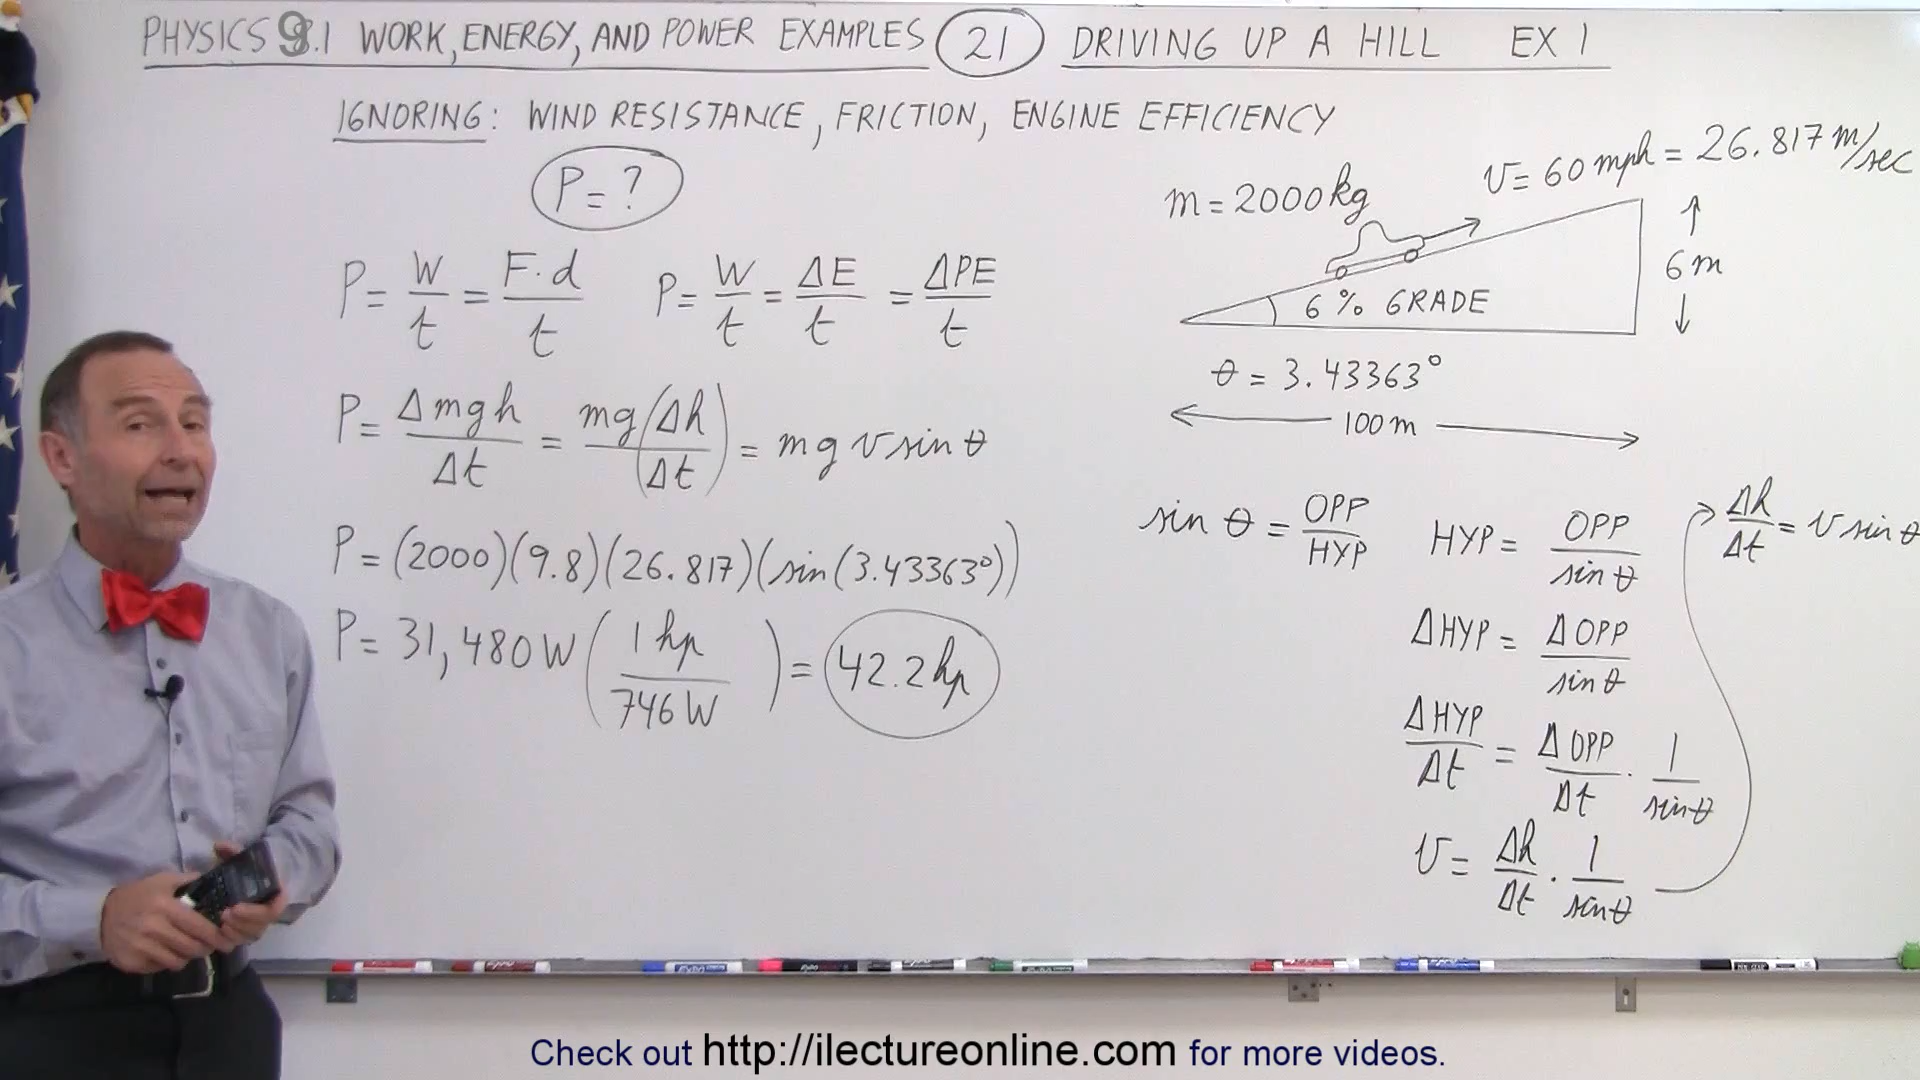 PHYSICS 9.1 WORK, ENERGY, AND POWER EXAMPLES 21 DRIVING UP A HILL EX 1
IGNORING: WIND RESISTANCE, FRICTION, ENGINE EFFICIENCY
P = ?
P = W/t = F·d/t P = W/t = ΔE/t = ΔPE/t
P = Δmgh/Δt = mg(Δh/Δt) = mg v sin θ
P = (2000)(9.8)(26.817)(sin(3.43363°))
P = 31,480 W (1 hp/746 W) = 42.2 hp
v = 60 mph = 26.817 m/sec
m = 2000 kg
6 m
6 % GRADE
θ = 3.43363°
100 m
sin θ = OPP/HYP HYP = OPP/sin θ Δh/Δt = v sin θ
ΔHYP = ΔOPP/sin θ
ΔHYP/Δt = ΔOPP/Δt · 1/sin θ
v = Δh/Δt · 1/sin θ
Check out http://ilectureonline.com for more videos.